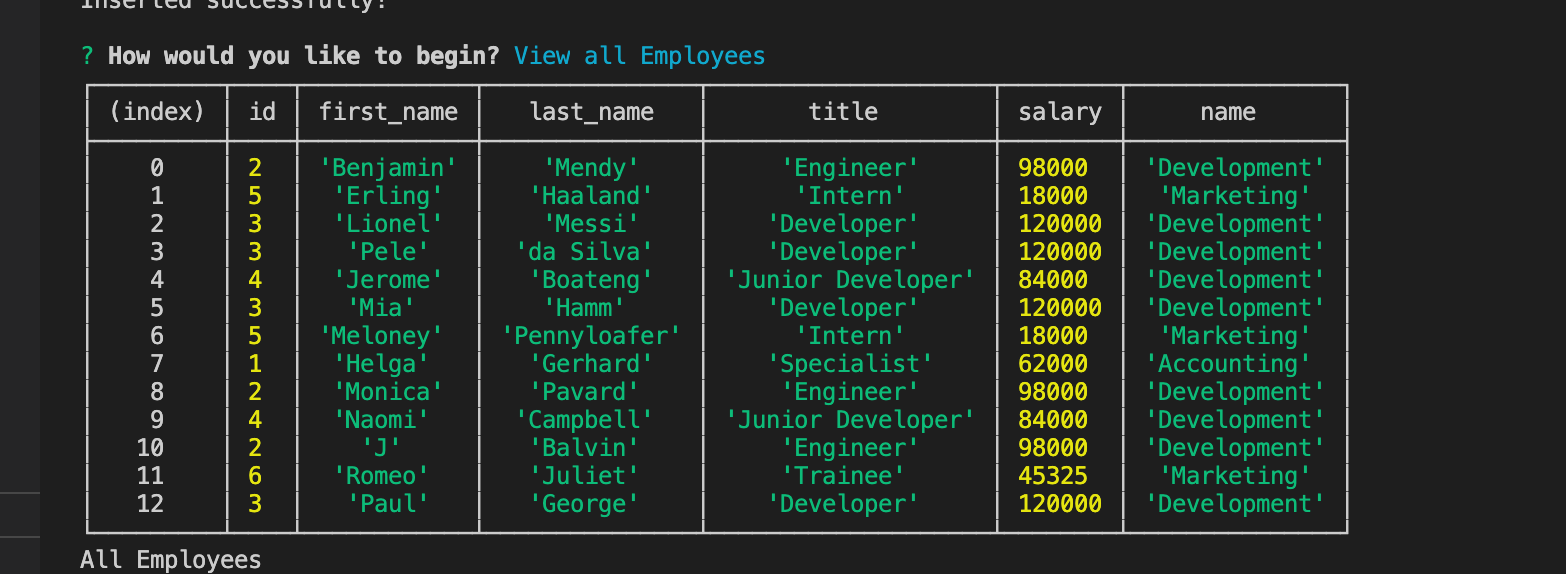 Inserted successfully!
? How would you like to begin? View all Employees
(index) id first_name last_name title salary name
0 2 'Benjamin' 'Mendy' 'Engineer' 98000 'Development'
1 5 'Erling' 'Haaland' 'Intern' 18000 'Marketing'
2 3 'Lionel' 'Messi' 'Developer' 120000 'Development'
3 3 'Pele' 'da Silva' 'Developer' 120000 'Development'
4 4 'Jerome' 'Boateng' 'Junior Developer' 84000 'Development'
5 3 'Mia' 'Hamm' 'Developer' 120000 'Development'
6 5 'Meloney' 'Pennyloafer' 'Intern' 18000 'Marketing'
7 1 'Helga' 'Gerhard' 'Specialist' 62000 'Accounting'
8 2 'Monica' 'Pavard' 'Engineer' 98000 'Development'
9 4 'Naomi' 'Campbell' 'Junior Developer' 84000 'Development'
10 2 'J' 'Balvin' 'Engineer' 98000 'Development'
11 6 'Romeo' 'Juliet' 'Trainee' 45325 'Marketing'
12 3 'Paul' 'George' 'Developer' 120000 'Development'
All Employees